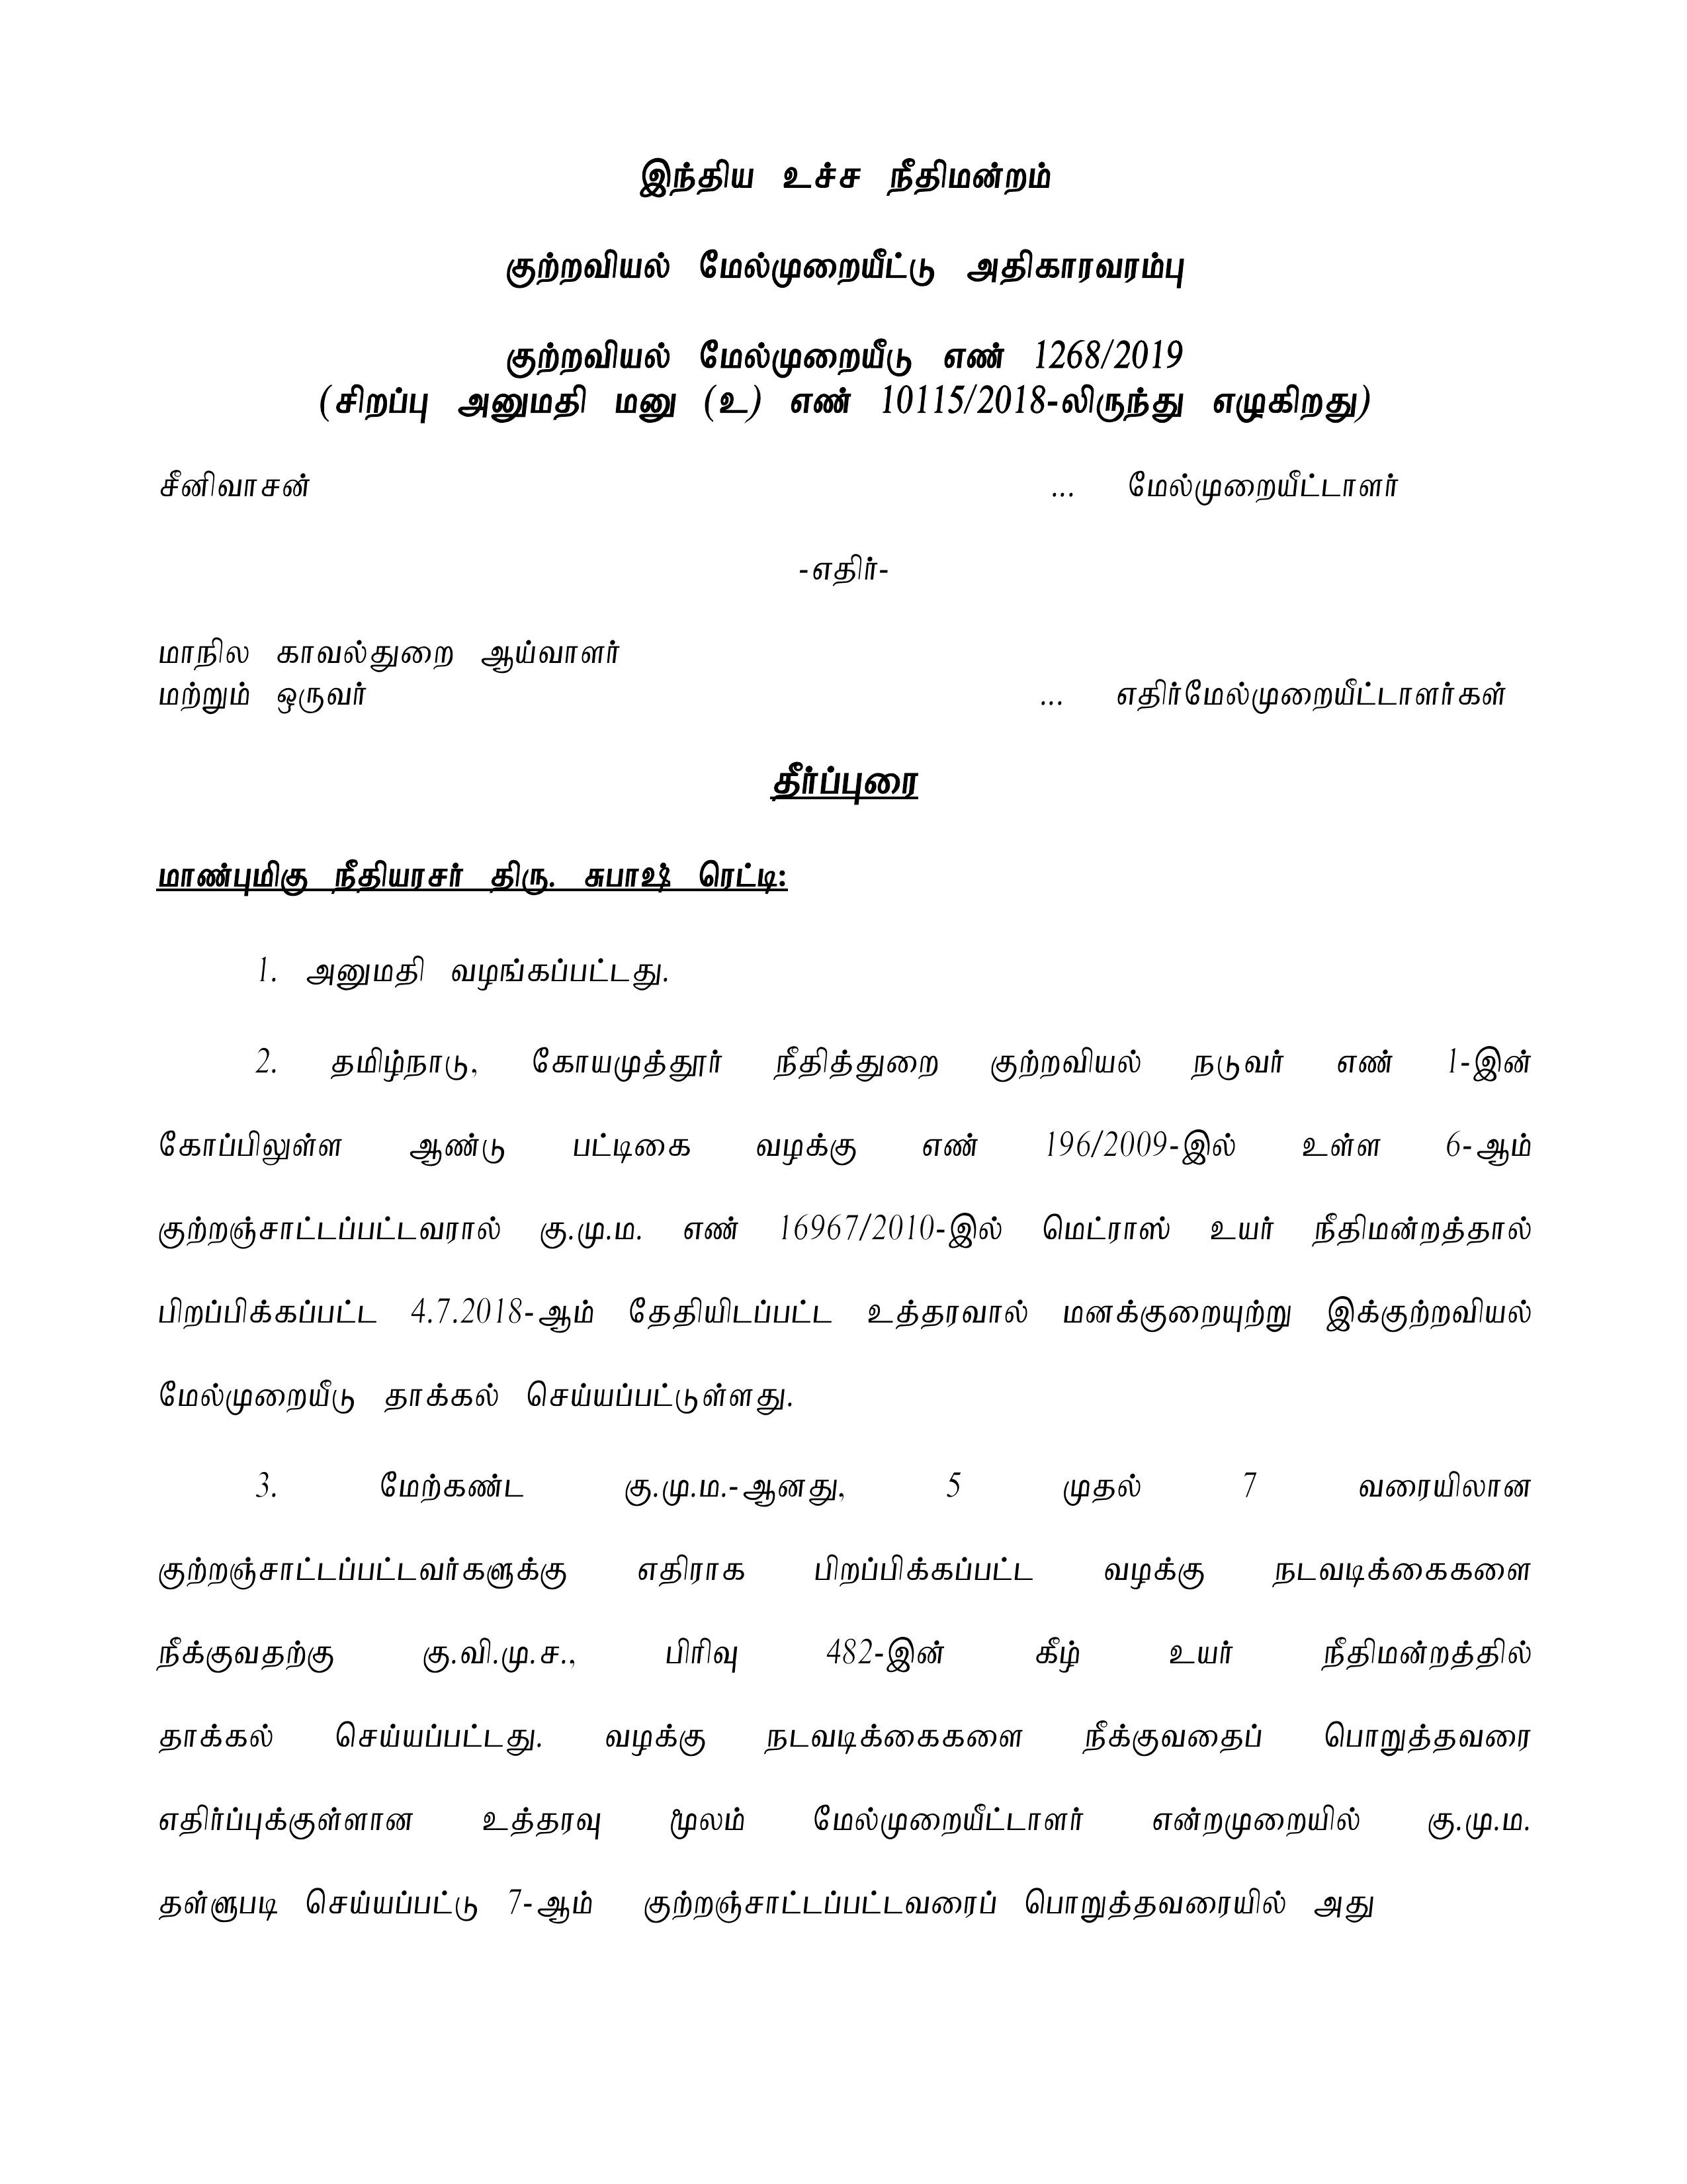 இந்திய உச்ச நீதிமன்றம்
குற்றவியல் மேல்முறையீட்டு அதிகாரவரம்பு
குற்றவியல் மேல்முறையீடு எண் 1268/2019
(சிறப்பு அனுமதி மனு (உ) எண் 10115/2018-லிருந்து எழுகிறது)
சீனிவாசன் ... மேல்முறையீட்டாளர்
-எதிர்-
மாநில காவல்துறை ஆய்வாளர்
மற்றும் ஒருவர் ... எதிர்மேல்முறையீட்டாளர்கள்
தீர்ப்புரை
மாண்புமிகு நீதியரசர் திரு. சுபாஷ் ரெட்டி:
1. அனுமதி வழங்கப்பட்டது.
2. தமிழ்நாடு, கோயமுத்தூர் நீதித்துறை குற்றவியல் நடுவர் எண் 1-இன்
கோப்பிலுள்ள ஆண்டு பட்டிகை வழக்கு எண் 196/2009-இல் உள்ள 6-ஆம்
குற்றஞ்சாட்டப்பட்டவரால் கு.மு.ம. எண் 16967/2010-இல் மெட்ராஸ் உயர் நீதிமன்றத்தால்
பிறப்பிக்கப்பட்ட 4.7.2018-ஆம் தேதியிடப்பட்ட உத்தரவால் மனக்குறையுற்று இக்குற்றவியல்
மேல்முறையீடு தாக்கல் செய்யப்பட்டுள்ளது.
3. மேற்கண்ட கு.மு.ம.-ஆனது, 5 முதல் 7 வரையிலான
குற்றஞ்சாட்டப்பட்டவர்களுக்கு எதிராக பிறப்பிக்கப்பட்ட வழக்கு நடவடிக்கைகளை
நீக்குவதற்கு கு.வி.மு.ச., பிரிவு 482-இன் கீழ் உயர் நீதிமன்றத்தில்
தாக்கல் செய்யப்பட்டது. வழக்கு நடவடிக்கைகளை நீக்குவதைப் பொறுத்தவரை
எதிர்ப்புக்குள்ளான உத்தரவு மூலம் மேல்முறையீட்டாளர் என்றமுறையில் கு.மு.ம.
தள்ளுபடி செய்யப்பட்டு 7-ஆம் குற்றஞ்சாட்டப்பட்டவரைப் பொறுத்தவரையில் அது